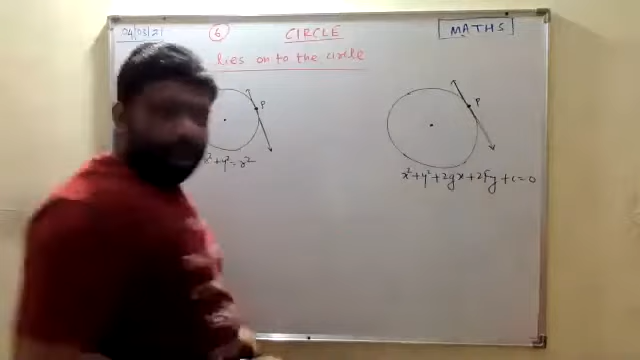 04/03/21
6
CIRCLE
MATHS
lies on to the circle
P
P
x²+y²=r²
x²+y²+2gx+2fy+c=0